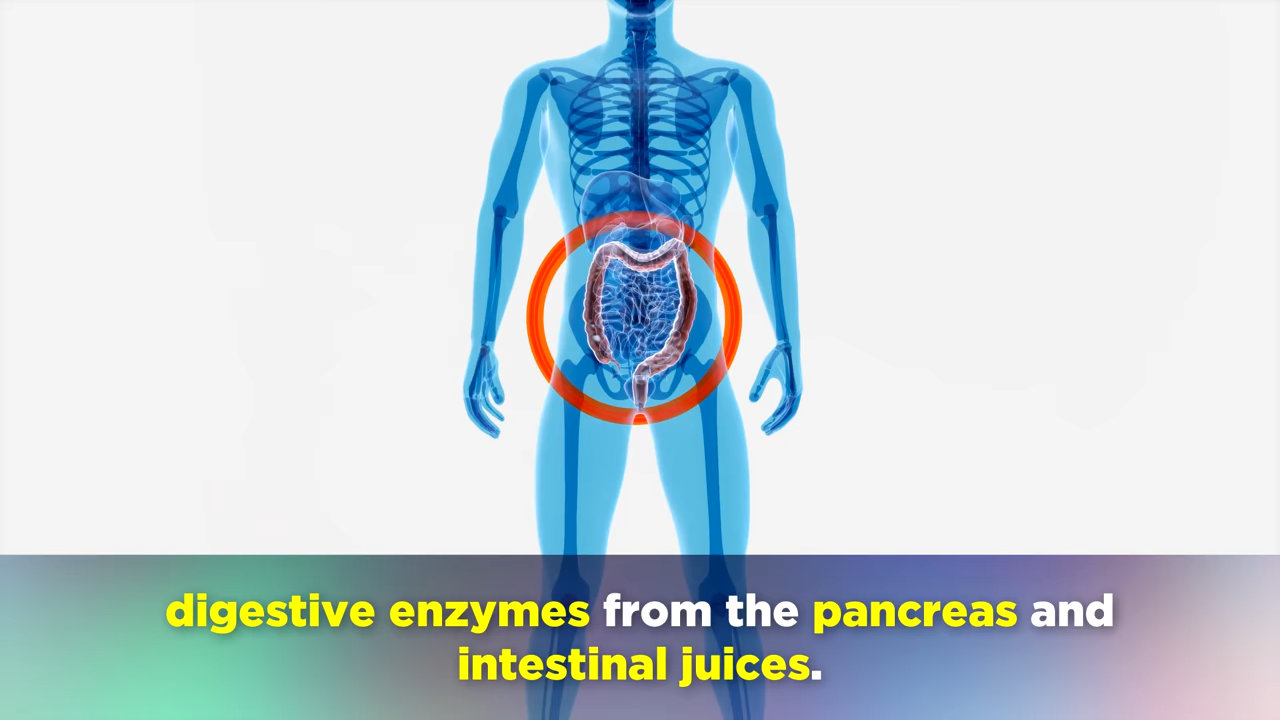 digestive enzymes from the pancreas and
intestinal juices.